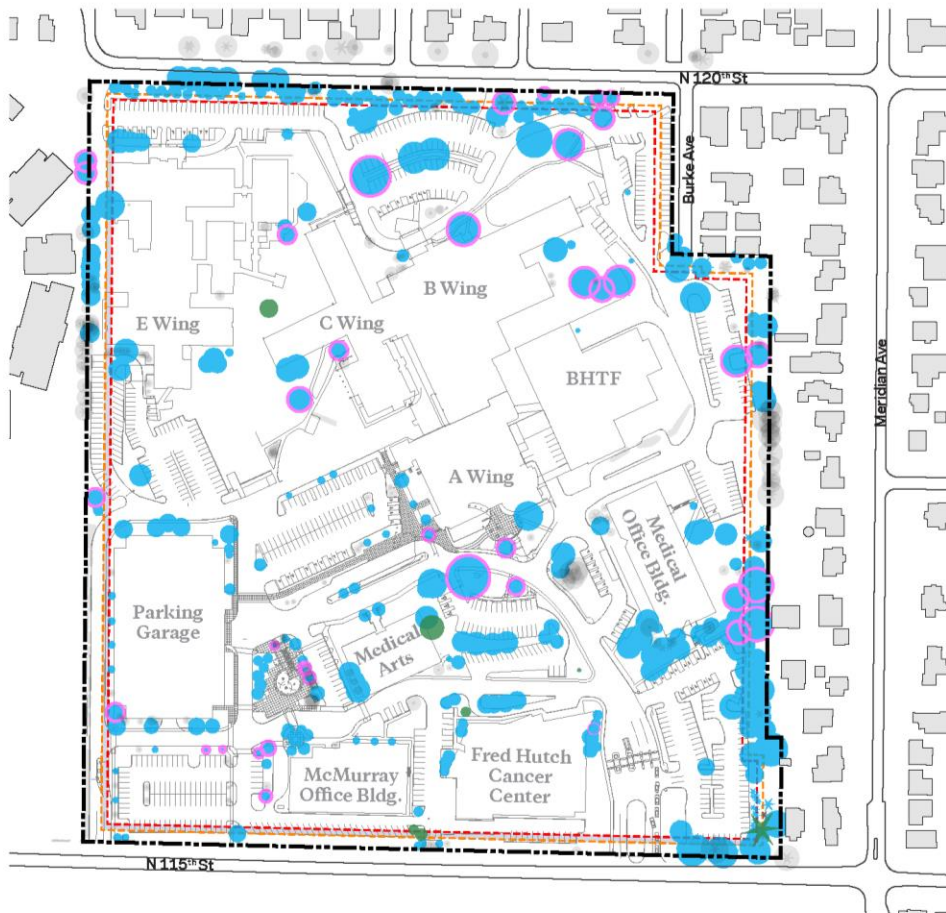 N 120th St
Burke Ave
Meridian Ave
B Wing
E Wing
C Wing
BHTF
A Wing
Medical
Office Bldg.
Parking
Garage
Medical
Arts
Fred Hutch
Cancer
Center
McMurray
Office Bldg.
N 115th St